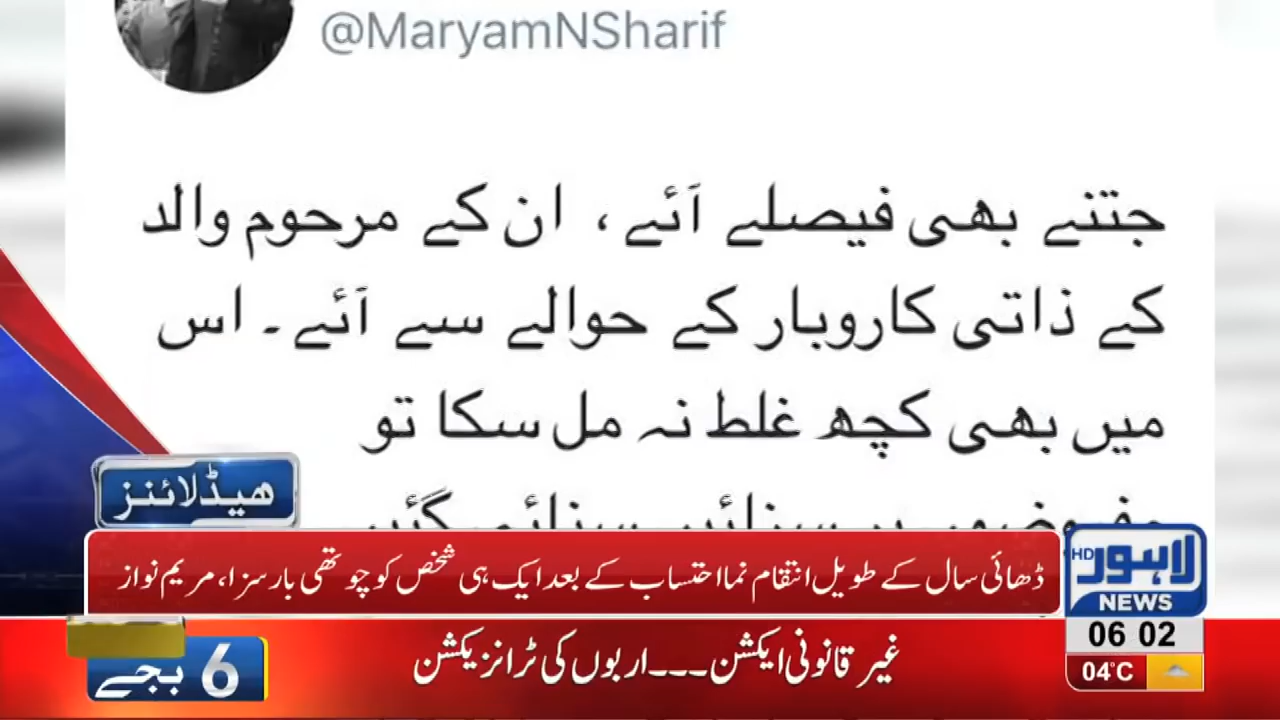 @MaryamNSharif
جتنے بھی فیصلے آئے، ان کے مرحوم والد
کے ذاتی کاروبار کے حوالے سے آئے۔ اس
میں بھی کچھ غلط نہ مل سکا تو
ھیڈلائنز
ڈھائی سال کے طویل انتقام نما احتساب کے بعد ایک ہی شخص کو چوتھی بار سزا، مریم نواز
لاہور HD
NEWS
06 02
04°C
غیر قانونی ایکشن۔۔۔اربوں کی ٹرانزیکشن
6 بجے